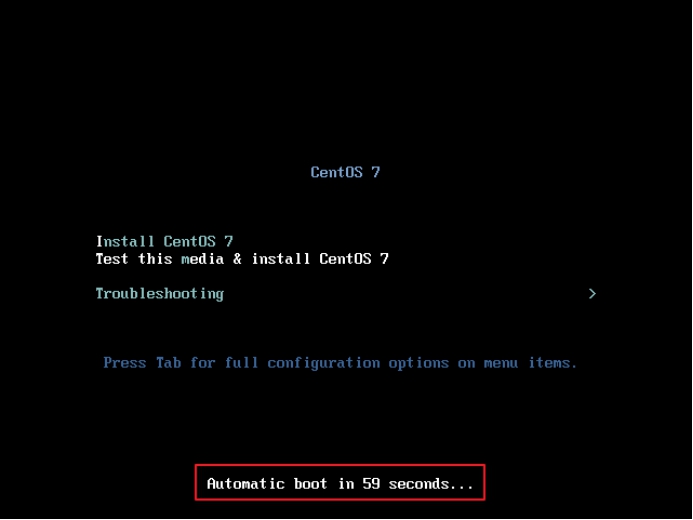 CentOS 7
Install CentOS 7
Test this media & install CentOS 7
Troubleshooting >
Press Tab for full configuration options on menu items.
Automatic boot in 59 seconds...